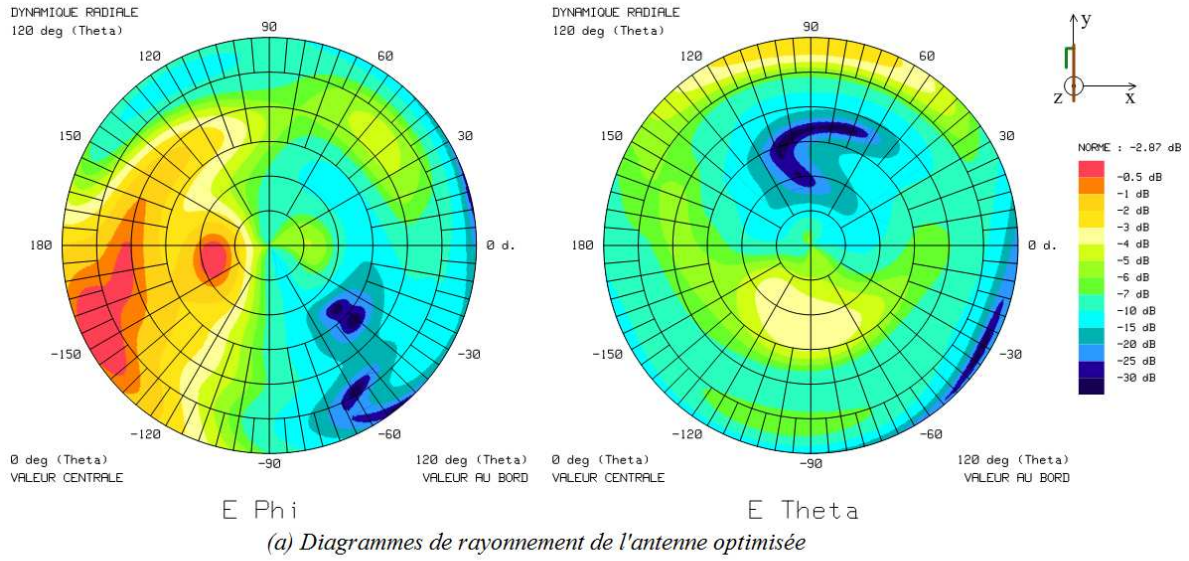 DYNAMIQUE RADIALE
120 deg (Theta)
90
120
60
150
30
180
0 d.
-150
-30
-120
-60
-90
0 deg (Theta)
VALEUR CENTRALE
120 deg (Theta)
VALEUR AU BORD
E Phi
DYNAMIQUE RADIALE
120 deg (Theta)
90
120
60
150
30
180
0 d.
-150
-30
-120
-60
-90
0 deg (Theta)
VALEUR CENTRALE
120 deg (Theta)
VALEUR AU BORD
E Theta
y
z
x
NORME : -2.87 dB
-0.5 dB
-1 dB
-2 dB
-3 dB
-4 dB
-5 dB
-6 dB
-7 dB
-10 dB
-15 dB
-20 dB
-25 dB
-30 dB
(a) Diagrammes de rayonnement de l'antenne optimisée